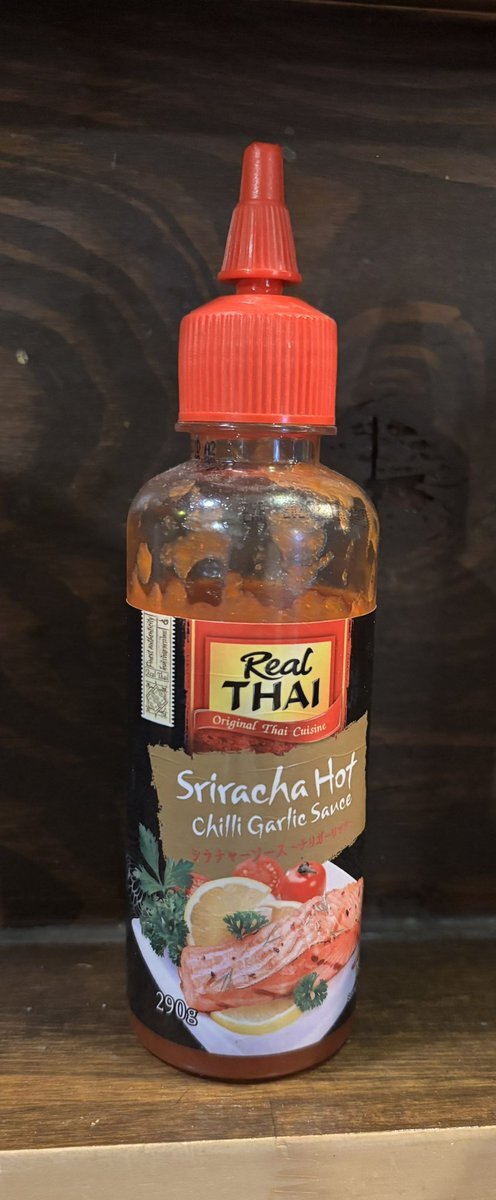 Real
THAI
Original Thai Cuisine
Sriracha Hot
Chilli Garlic Sauce
290g